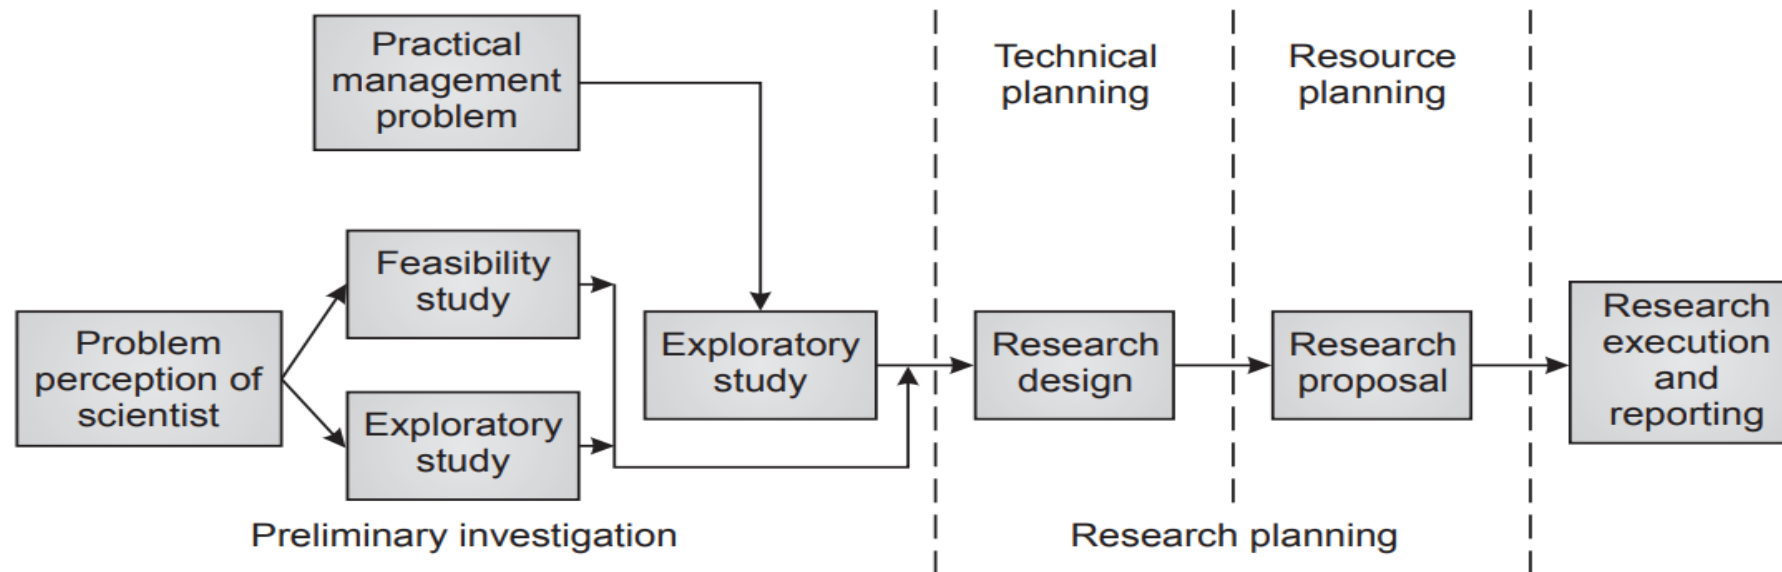 Practical
management
problem
Technical
planning
Resource
planning
Feasibility
study
Problem
perception of
scientist
Exploratory
study
Exploratory
study
Research
design
Research
proposal
Research
execution
and
reporting
Preliminary investigation
Research planning